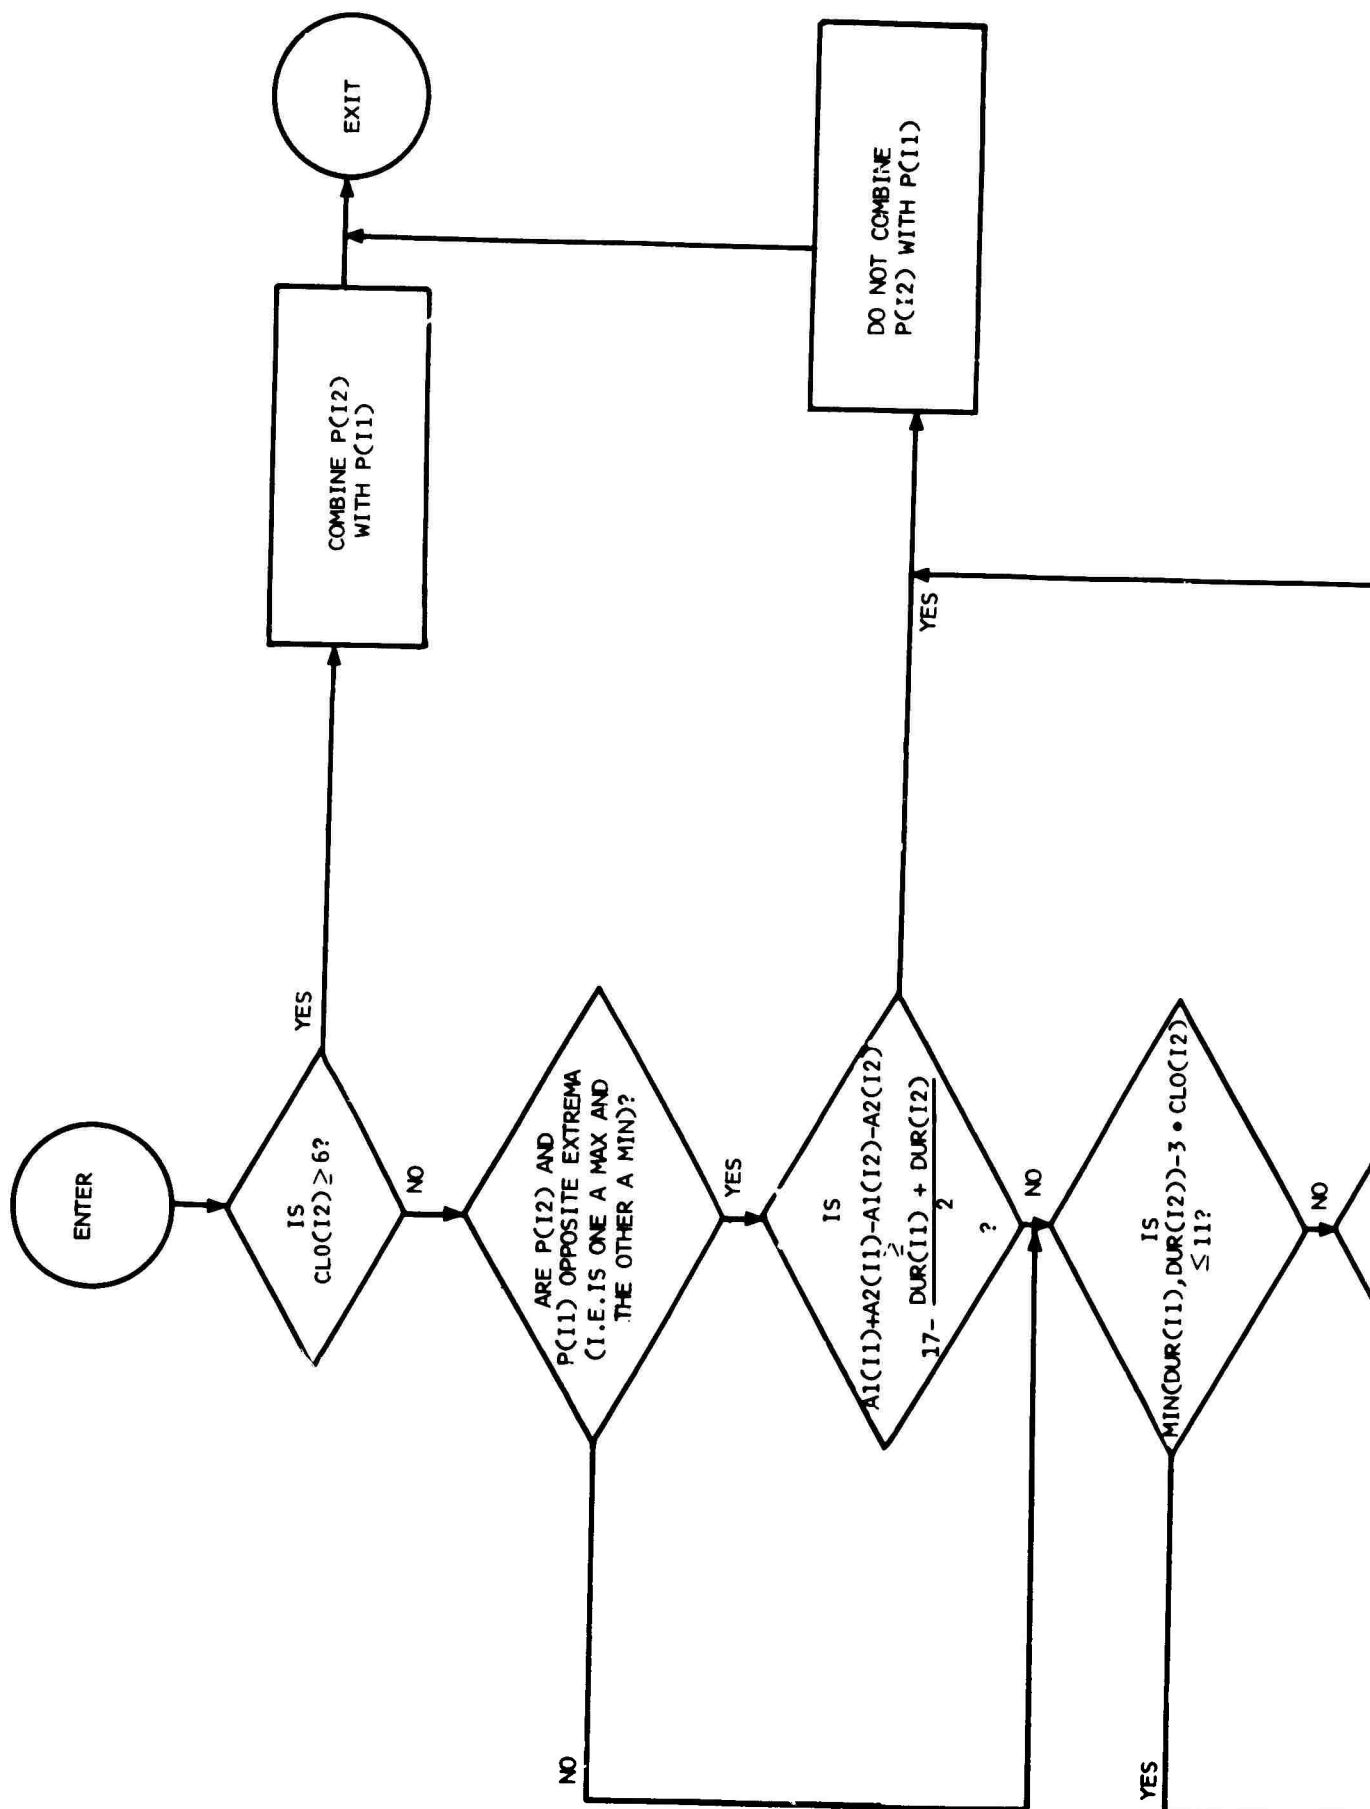 ENTER
IS
CLO(I2) ≥ 6?
YES
COMBINE P(I2)
WITH P(I1)
EXIT
NO
ARE P(I2) AND
P(I1) OPPOSITE EXTREMA
(I.E. IS ONE A MAX AND
THE OTHER A MIN)?
NO
YES
IS
A1(I1)+A2(I1)-A1(I2)-A2(I2)
≥
17- DUR(I1) + DUR(I2)
2
?
YES
DO NOT COMBINE
P(I2) WITH P(I1)
NO
IS
MIN(DUR(I1),DUR(I2))-3 • CLO(I2)
≤ 11?
YES
NO